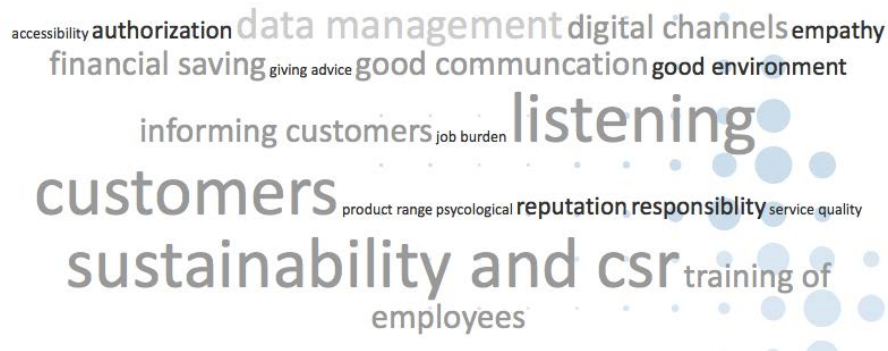 accessibility authorization data management digital channels empathy
financial saving giving advice good communcation good environment
informing customers job burden listening
customers product range psycological reputation responsiblity service quality
sustainability and csr training of
employees